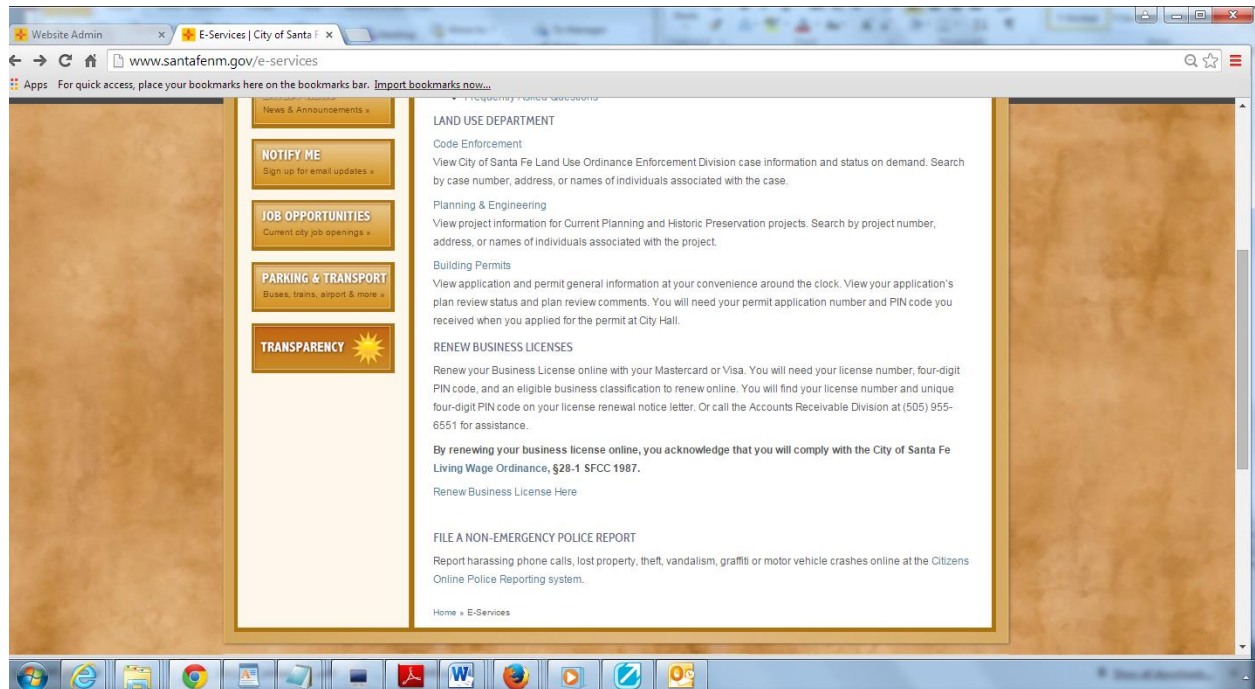 Website Admin
E-Services | City of Santa F
www.santafenm.gov/e-services
Apps For quick access, place your bookmarks here on the bookmarks bar. Import bookmarks now...
News & Announcements »
NOTIFY ME
Sign up for email updates »
JOB OPPORTUNITIES
Current city job openings »
PARKING & TRANSPORT
Buses, trains, airport & more »
TRANSPARENCY
Frequently Asked Questions
LAND USE DEPARTMENT
Code Enforcement
View City of Santa Fe Land Use Ordinance Enforcement Division case information and status on demand. Search
by case number, address, or names of individuals associated with the case.
Planning & Engineering
View project information for Current Planning and Historic Preservation projects. Search by project number,
address, or names of individuals associated with the project.
Building Permits
View application and permit general information at your convenience around the clock. View your application's
plan review status and plan review comments. You will need your permit application number and PIN code you
received when you applied for the permit at City Hall.
RENEW BUSINESS LICENSES
Renew your Business License online with your Mastercard or Visa. You will need your license number, four-digit
PIN code, and an eligible business classification to renew online. You will find your license number and unique
four-digit PIN code on your license renewal notice letter. Or call the Accounts Receivable Division at (505) 955-
6551 for assistance.
By renewing your business license online, you acknowledge that you will comply with the City of Santa Fe
Living Wage Ordinance, §28-1 SFCC 1987.
Renew Business License Here
FILE A NON-EMERGENCY POLICE REPORT
Report harassing phone calls, lost property, theft, vandalism, graffiti or motor vehicle crashes online at the Citizens
Online Police Reporting system.
Home » E-Services